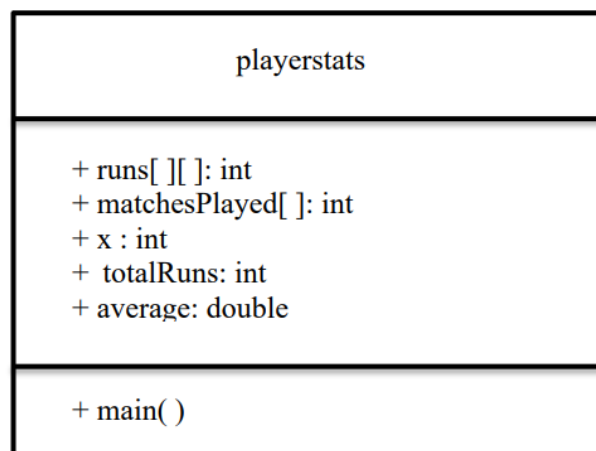 playerstats
+ runs[ ][ ]: int
+ matchesPlayed[ ]: int
+ x : int
+ totalRuns: int
+ average: double
+ main( )